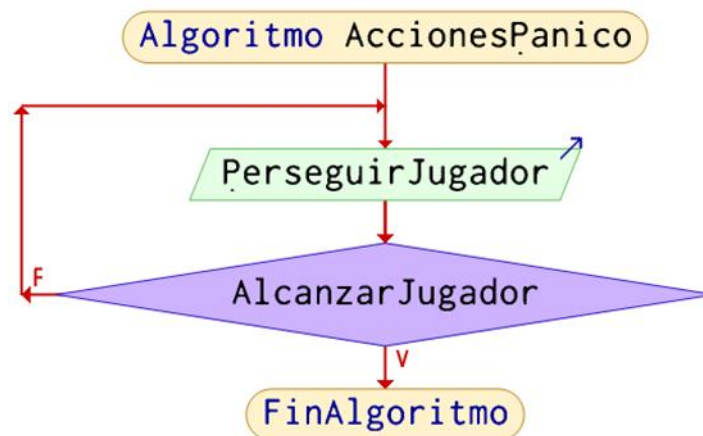 Algoritmo AccionesPanico
PerseguirJugador
AlcanzarJugador
F
V
FinAlgoritmo